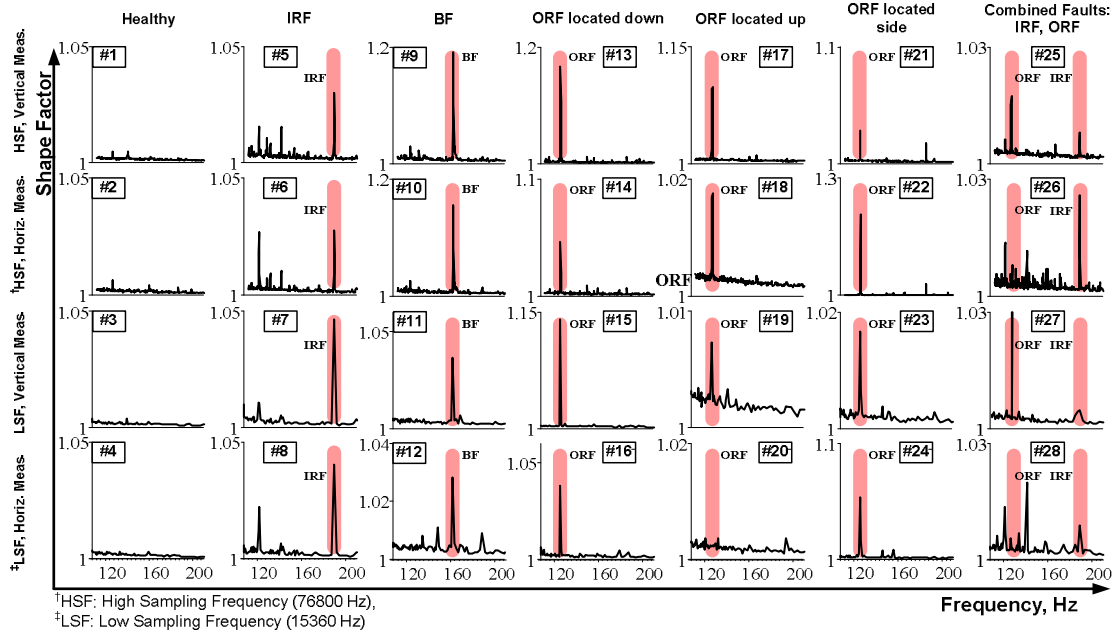 Healthy IRF BF ORF located down ORF located up ORF located side Combined Faults: IRF, ORF
Shape Factor
HSF, Vertical Meas.
1.05 #1 1
1.05 #5 IRF 1
1.2 #9 BF 1
1.2 ORF #13 1
1.15 ORF #17 1
1.1 ORF #21 1
1.03 #25 ORF IRF 1
†HSF, Horiz. Meas.
1.05 #2 1
1.05 #6 IRF 1
1.2 #10 BF 1
1.1 ORF #14 1
1.02 ORF #18 ORF 1
1.3 ORF #22 1
1.03 #26 ORF IRF 1
LSF, Vertical Meas.
1.05 #3 1
1.05 #7 IRF 1
1.05 #11 BF 1
1.15 ORF #15 1
1.01 ORF #19 1
1.02 ORF #23 1
1.03 #27 ORF IRF 1
‡LSF, Horiz. Meas.
1.05 #4 1
1.05 #8 IRF 1
1.04 1.02 #12 BF 1
1.05 ORF #16 1
1.02 ORF #20 1
1.1 ORF #24 1
1.03 #28 ORF IRF 1
120 160 200 120 160 200 120 160 200 120 160 200 120 160 200 120 160 200 120 160 200
Frequency, Hz
†HSF: High Sampling Frequency (76800 Hz),
‡LSF: Low Sampling Frequency (15360 Hz)